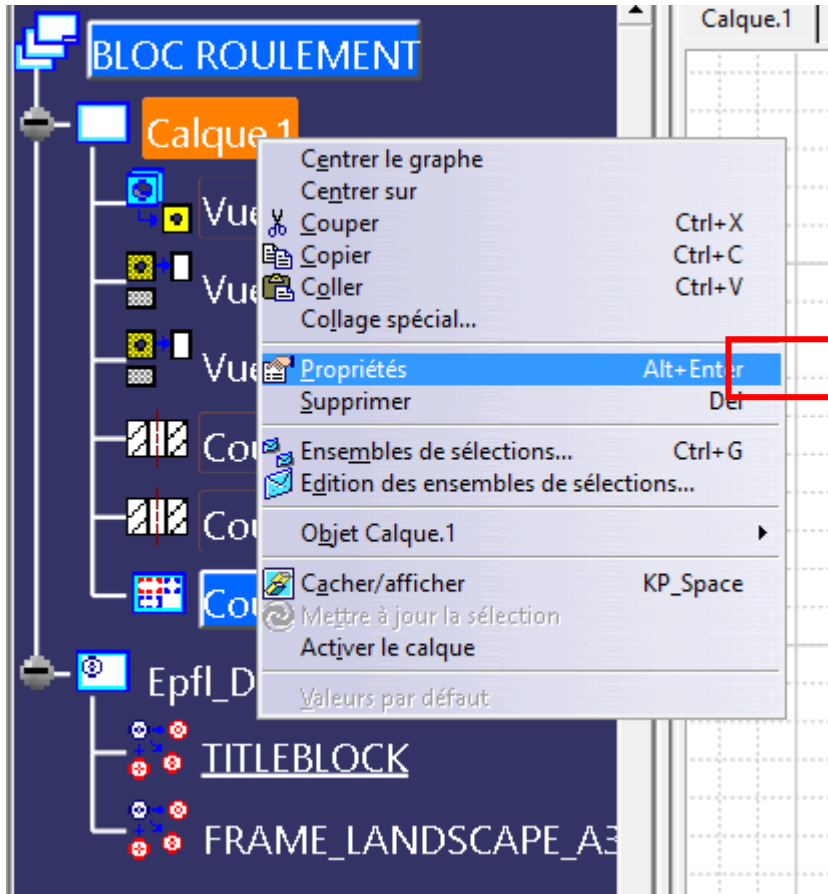 BLOC ROULEMENT
Calque.1
Calque.1
Centrer le graphe
Centrer sur
Couper Ctrl+X
Copier Ctrl+C
Coller Ctrl+V
Collage spécial...
Propriétés Alt+Enter
Supprimer Del
Ensembles de sélections... Ctrl+G
Edition des ensembles de sélections...
Objet Calque.1
Cacher/afficher KP_Space
Mettre à jour la sélection
Activer le calque
Valeurs par défaut
Vue
Vue
Vue
Cou
Cou
Cou
Epfl_D
TITLEBLOCK
FRAME_LANDSCAPE_A3